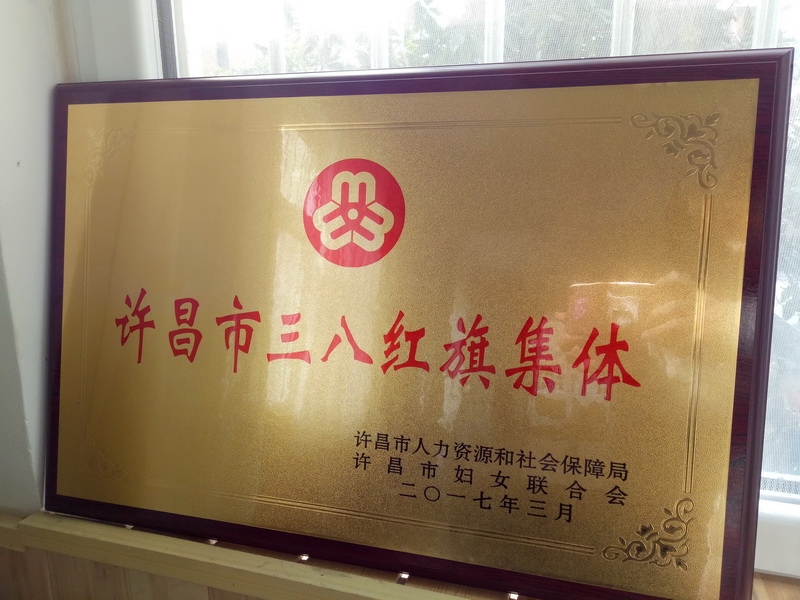 许昌市三八红旗集体
许昌市人力资源和社会保障局
许昌市妇女联合会
二〇一七年三月